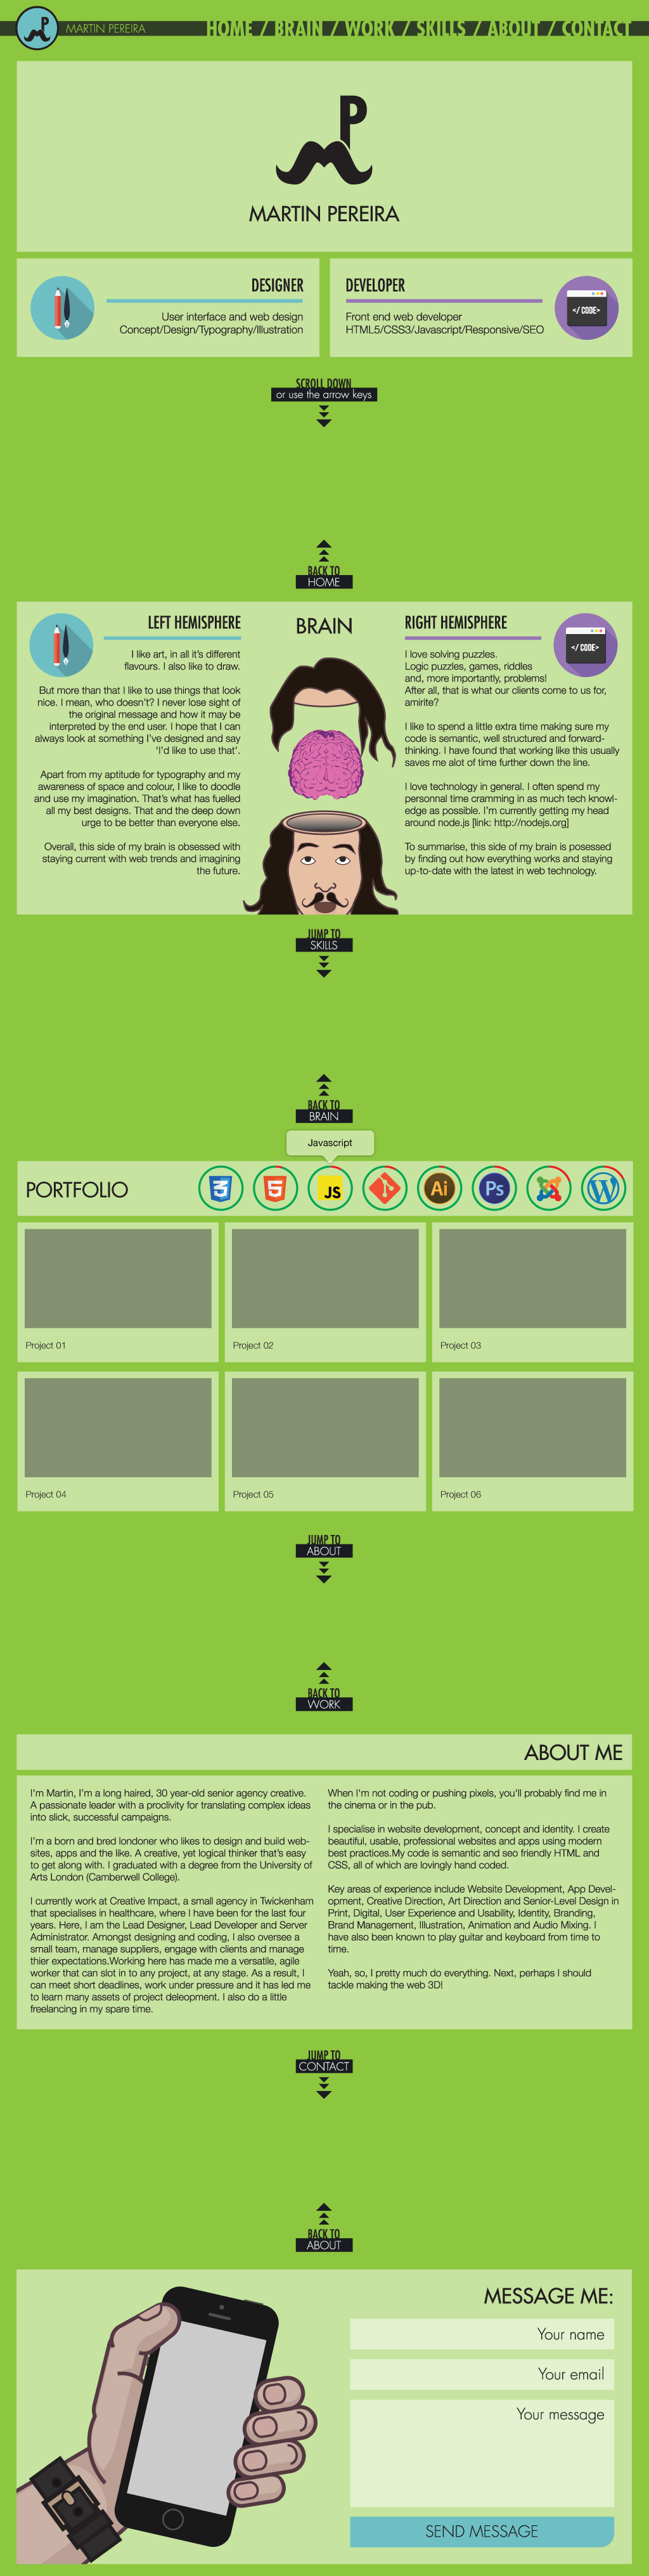 MARTIN PEREIRA
HOME / BRAIN / WORK / SKILLS / ABOUT / CONTACT
P
MARTIN PEREIRA
DESIGNER
User interface and web design
Concept/Design/Typography/Illustration
DEVELOPER
Front end web developer
HTML5/CSS3/Javascript/Responsive/SEO
</ CODE>
SCROLL DOWN
or use the arrow keys
BACK TO
HOME
LEFT HEMISPHERE
I like art, in all it's different
flavours. I also like to draw.
But more than that I like to use things that look
nice. I mean, who doesn't? I never lose sight of
the original message and how it may be
interpreted by the end user. I hope that I can
always look at something I've designed and say
'I'd like to use that'.
Apart from my aptitude for typography and my
awareness of space and colour, I like to doodle
and use my imagination. That's what has fuelled
all my best designs. That and the deep down
urge to be better than everyone else.
Overall, this side of my brain is obsessed with
staying current with web trends and imagining
the future.
BRAIN
RIGHT HEMISPHERE
</ CODE>
I love solving puzzles.
Logic puzzles, games, riddles
and, more importantly, problems!
After all, that is what our clients come to us for,
amirite?
I like to spend a little extra time making sure my
code is semantic, well structured and forward-
thinking. I have found that working like this usually
saves me alot of time further down the line.
I love technology in general. I often spend my
personnal time cramming in as much tech knowl-
edge as possible. I'm currently getting my head
around node.js [link: http://nodejs.org]
To summarise, this side of my brain is posessed
by finding out how everything works and staying
up-to-date with the latest in web technology.
JUMP TO
SKILLS
BACK TO
BRAIN
Javascript
PORTFOLIO
3 5 JS Ai Ps W
Project 01
Project 02
Project 03
Project 04
Project 05
Project 06
JUMP TO
ABOUT
BACK TO
WORK
ABOUT ME
I'm Martin, I'm a long haired, 30 year-old senior agency creative.
A passionate leader with a proclivity for translating complex ideas
into slick, successful campaigns.
I'm a born and bred londoner who likes to design and build web-
sites, apps and the like. A creative, yet logical thinker that's easy
to get along with. I graduated with a degree from the University of
Arts London (Camberwell College).
I currently work at Creative Impact, a small agency in Twickenham
that specialises in healthcare, where I have been for the last four
years. Here, I am the Lead Designer, Lead Developer and Server
Administrator. Amongst designing and coding, I also oversee a
small team, manage suppliers, engage with clients and manage
thier expectations.Working here has made me a versatile, agile
worker that can slot in to any project, at any stage. As a result, I
can meet short deadlines, work under pressure and it has led me
to learn many assets of project deleopment. I also do a little
freelancing in my spare time.
When I'm not coding or pushing pixels, you'll probably find me in
the cinema or in the pub.
I specialise in website development, concept and identity. I create
beautiful, usable, professional websites and apps using modern
best practices.My code is semantic and seo friendly HTML and
CSS, all of which are lovingly hand coded.
Key areas of experience include Website Development, App Devel-
opment, Creative Direction, Art Direction and Senior-Level Design in
Print, Digital, User Experience and Usability, Identity, Branding,
Brand Management, Illustration, Animation and Audio Mixing. I
have also been known to play guitar and keyboard from time to
time.
Yeah, so, I pretty much do everything. Next, perhaps I should
tackle making the web 3D!
JUMP TO
CONTACT
BACK TO
ABOUT
MESSAGE ME:
Your name
Your email
Your message
SEND MESSAGE